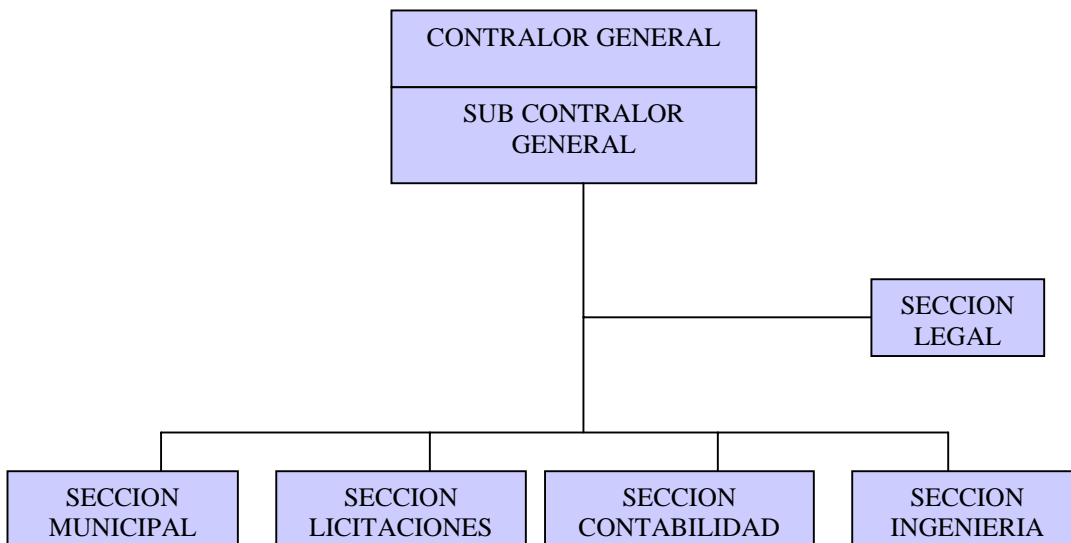 CONTRALOR GENERAL
SUB CONTRALOR
GENERAL
SECCION
LEGAL
SECCION
MUNICIPAL
SECCION
LICITACIONES
SECCION
CONTABILIDAD
SECCION
INGENIERIA